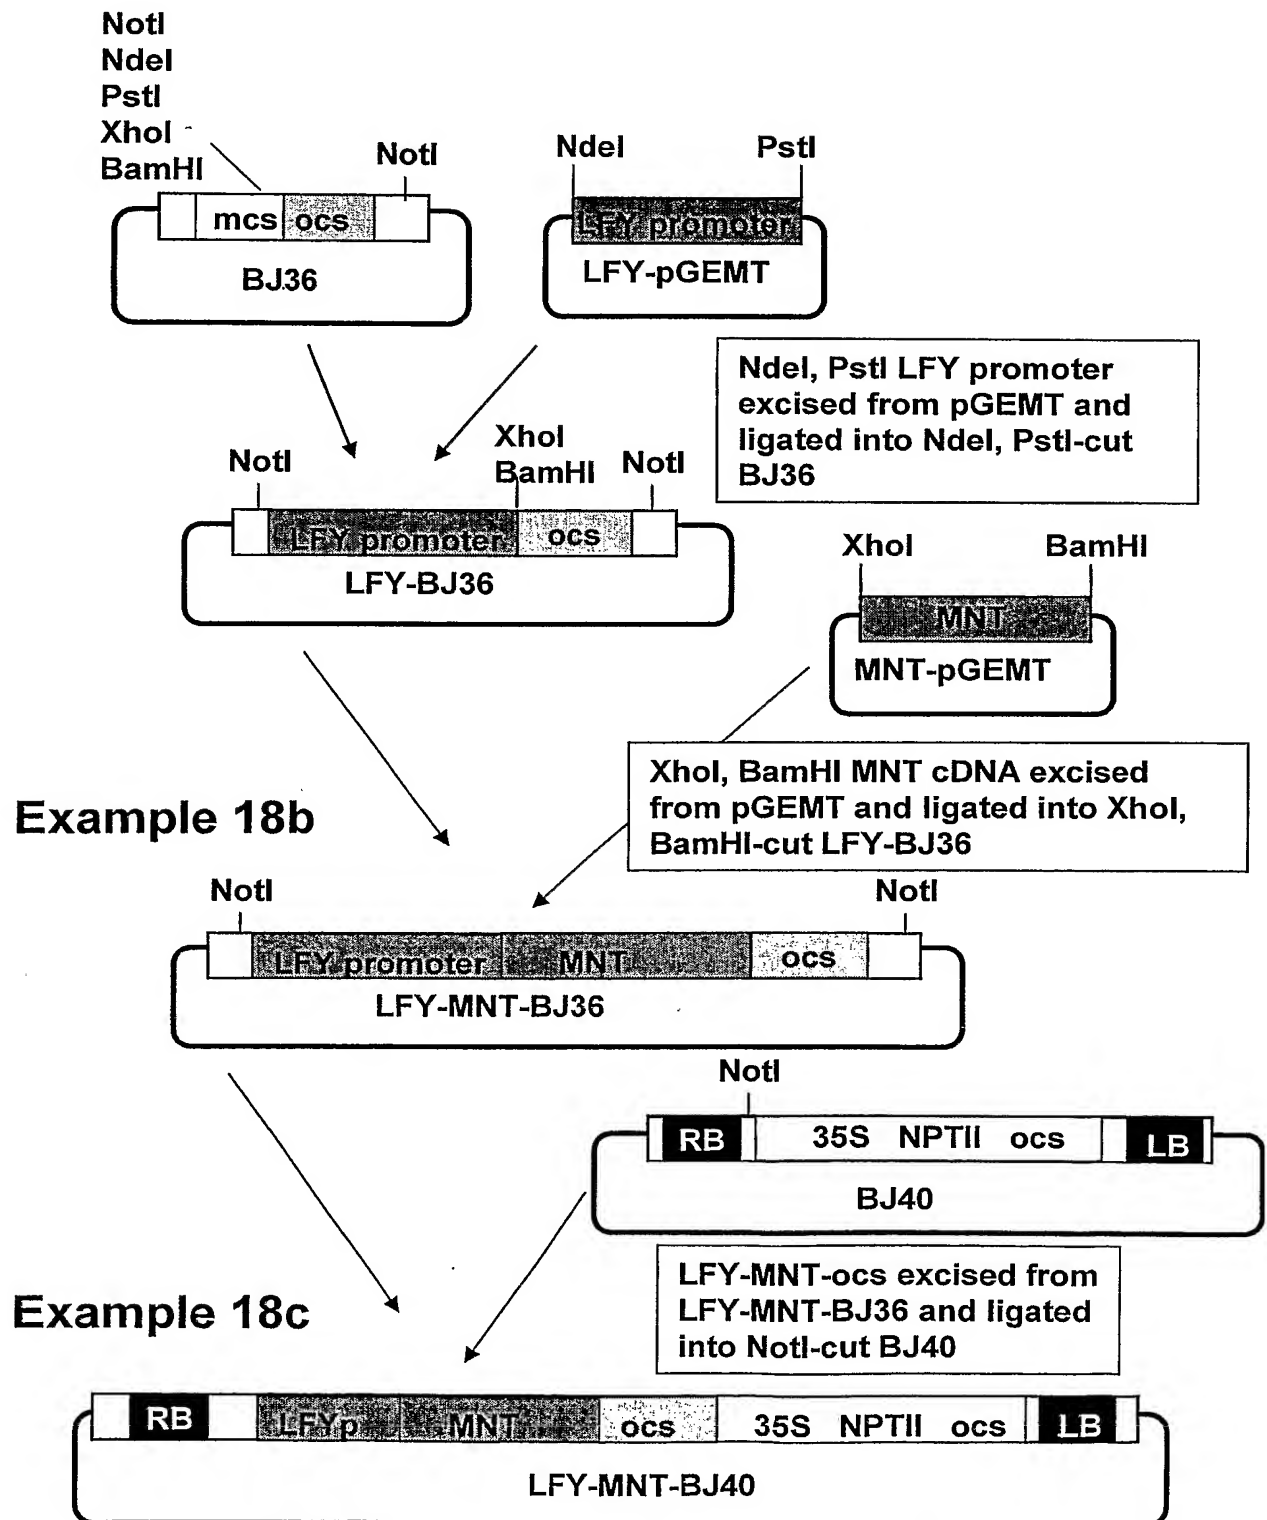 NotI
NdeI
PstI
XhoI
BamHI
NotI
mcs ocs
BJ36
NdeI PstI
LFY promoter
LFY-pGEMT
NdeI, PstI LFY promoter
excised from pGEMT and
ligated into NdeI, PstI-cut
BJ36
NotI
XhoI
BamHI
NotI
LFY promoter ocs
LFY-BJ36
XhoI BamHI
MNT
MNT-pGEMT
XhoI, BamHI MNT cDNA excised
from pGEMT and ligated into XhoI,
BamHI-cut LFY-BJ36
Example 18b
NotI NotI
LFY promoter MNT ocs
LFY-MNT-BJ36
NotI
RB 35S NPTII ocs LB
BJ40
LFY-MNT-ocs excised from
LFY-MNT-BJ36 and ligated
into NotI-cut BJ40
Example 18c
RB LFYp MNT ocs 35S NPTII ocs LB
LFY-MNT-BJ40